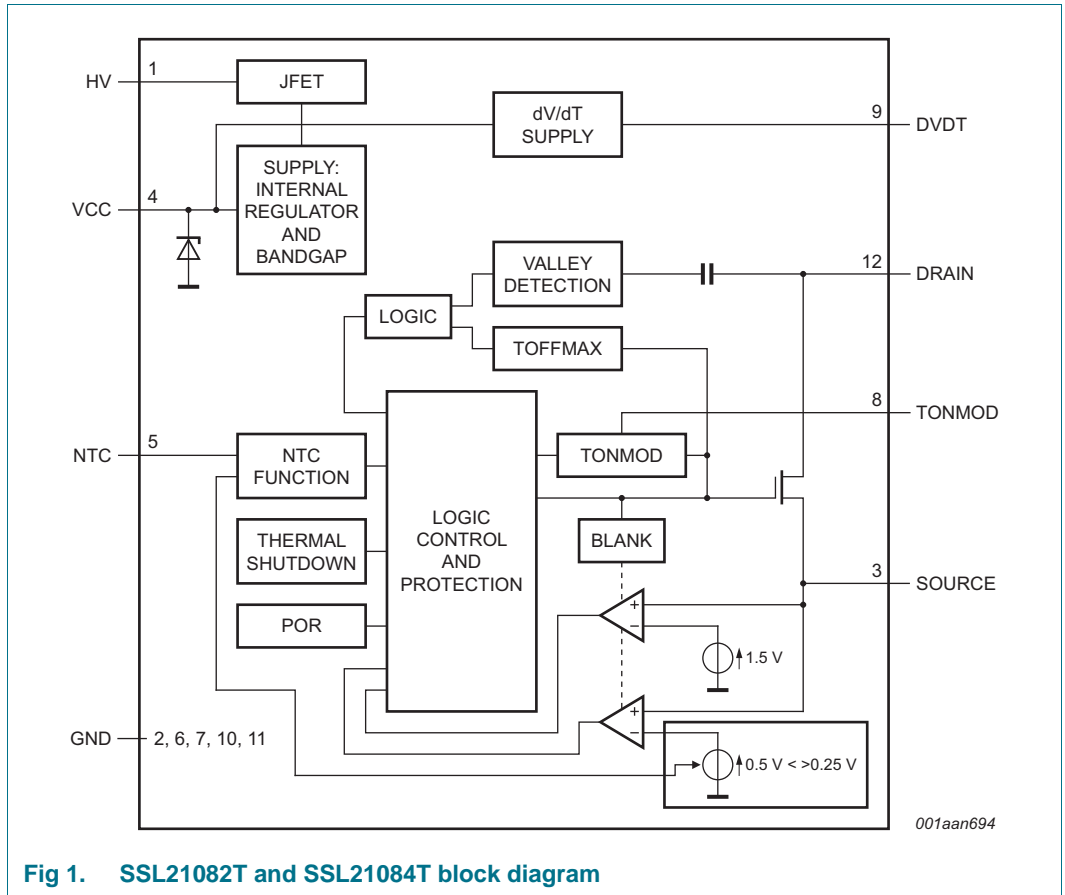 HV
1
JFET
dV/dT
SUPPLY
9
DVDT
SUPPLY:
INTERNAL
REGULATOR
AND
BANDGAP
VCC
4
VALLEY
DETECTION
12
DRAIN
LOGIC
TOFFMAX
8
TONMOD
NTC
5
NTC
FUNCTION
TONMOD
LOGIC
CONTROL
AND
PROTECTION
THERMAL
SHUTDOWN
BLANK
3
SOURCE
POR
+
−
1.5 V
+
−
0.5 V < >0.25 V
GND
2, 6, 7, 10, 11
001aan694
Fig 1. SSL21082T and SSL21084T block diagram